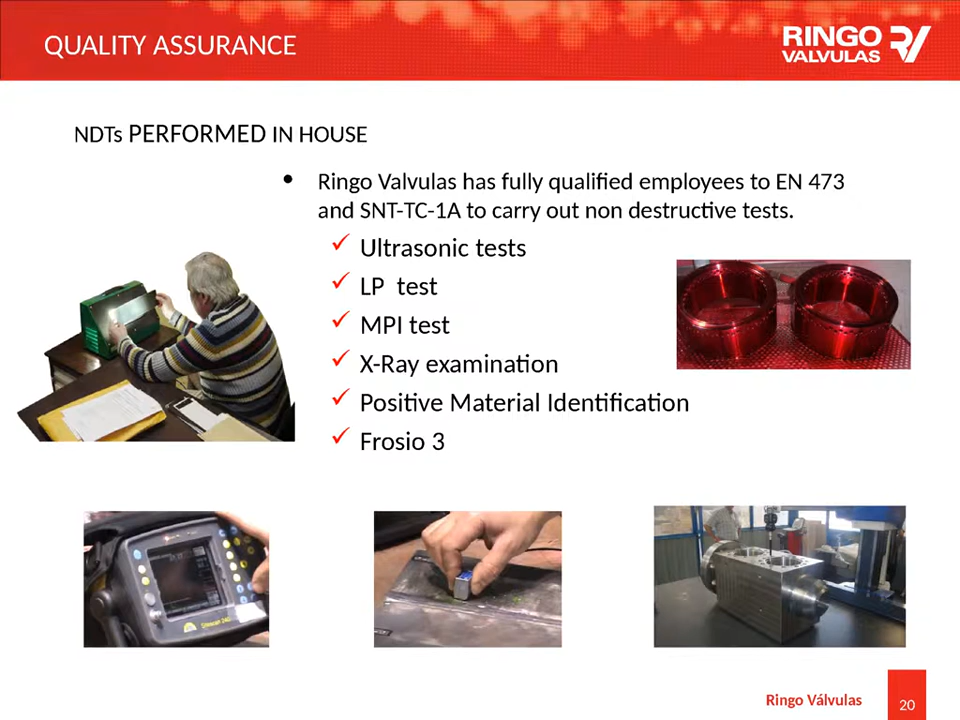 QUALITY ASSURANCE
RINGO
VALVULAS
NDTs PERFORMED IN HOUSE
• Ringo Valvulas has fully qualified employees to EN 473
and SNT-TC-1A to carry out non destructive tests.
✓ Ultrasonic tests
✓ LP test
✓ MPI test
✓ X-Ray examination
✓ Positive Material Identification
✓ Frosio 3
Ringo Válvulas
20